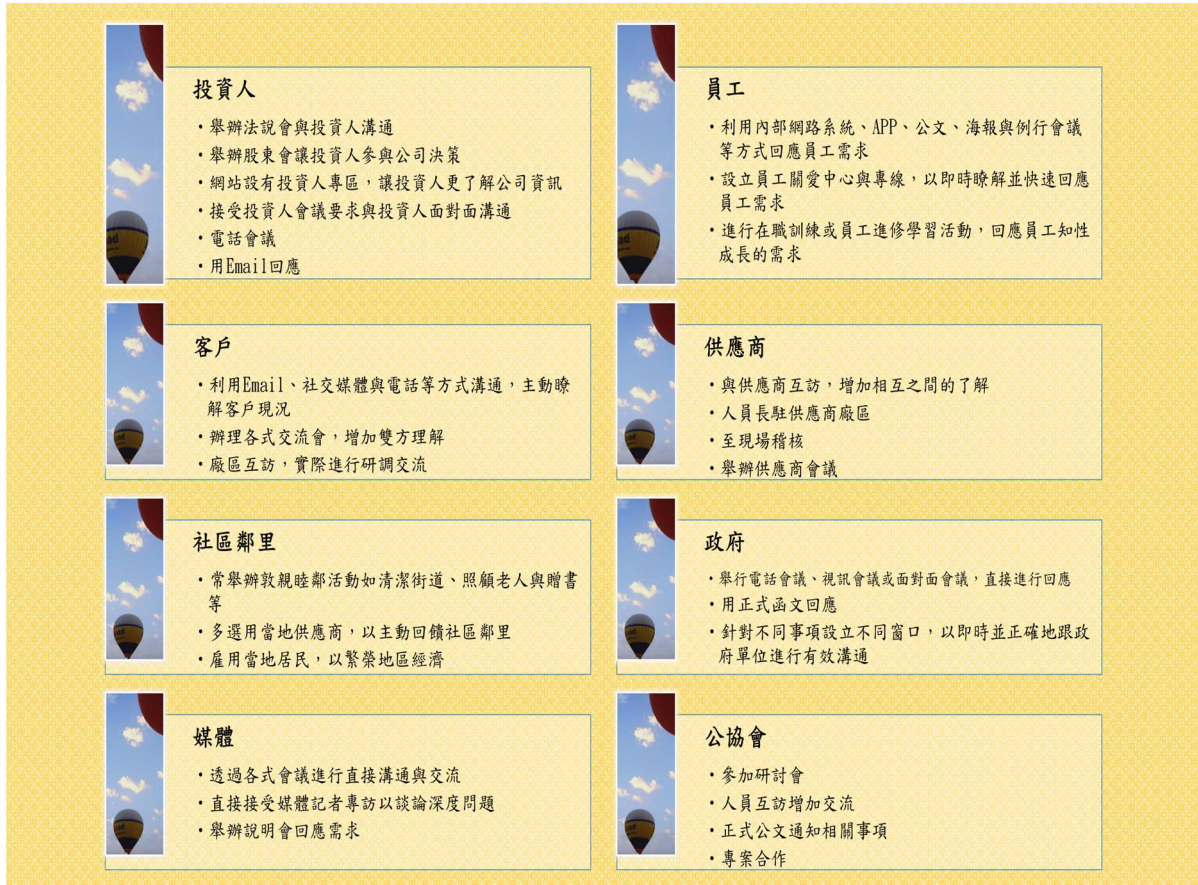 投資人
・舉辦法說會與投資人溝通
・舉辦股東會讓投資人參與公司決策
・網站設有投資人專區，讓投資人更了解公司資訊
・接受投資人會議要求與投資人面對面溝通
・電話會議
・用Email回應
員工
・利用內部網路系統、APP、公文、海報與例行會議
等方式回應員工需求
・設立員工關愛中心與專線，以即時瞭解並快速回應
員工需求
・進行在職訓練或員工進修學習活動，回應員工知性
成長的需求
客戶
・利用Email、社交媒體與電話等方式溝通，主動瞭
解客戶現況
・辦理各式交流會，增加雙方理解
・廠區互訪，實際進行研調交流
供應商
・與供應商互訪，增加相互之間的了解
・人員長駐供應商廠區
・至現場稽核
・舉辦供應商會議
社區鄰里
・常舉辦敦親睦鄰活動如清潔街道、照顧老人與贈書
等
・多選用當地供應商，以主動回饋社區鄰里
・雇用當地居民，以繁榮地區經濟
政府
・舉行電話會議、視訊會議或面對面會議，直接進行回應
・用正式函文回應
・針對不同事項設立不同窗口，以即時並正確地跟政
府單位進行有效溝通
媒體
・透過各式會議進行直接溝通與交流
・直接接受媒體記者專訪以談論深度問題
・舉辦說明會回應需求
公協會
・參加研討會
・人員互訪增加交流
・正式公文通知相關事項
・專案合作